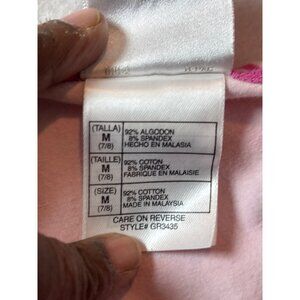 (TALLA)
M
(7/8)
92% ALGODON
8% SPANDEX
HECHO EN MALASIA
(TAILLE)
M
(7/8)
92% COTON
8% SPANDEX
FABRIQUE EN MALAISIE
(SIZE)
M
(7/8)
92% COTTON
8% SPANDEX
MADE IN MALAYSIA
CARE ON REVERSE
STYLE# GR3435